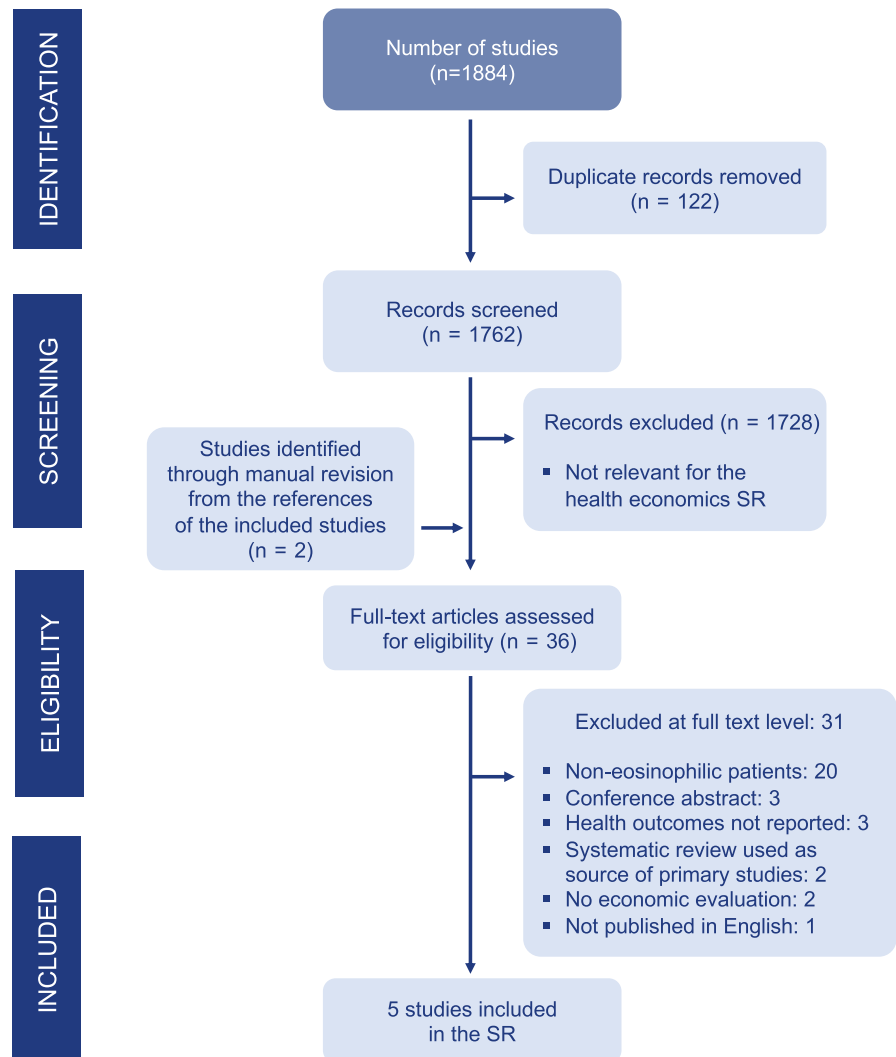 IDENTIFICATION
Number of studies
(n=1884)
Duplicate records removed
(n = 122)
SCREENING
Records screened
(n = 1762)
Records excluded (n = 1728)
▪ Not relevant for the
health economics SR
Studies identified
through manual revision
from the references
of the included studies
(n = 2)
ELIGIBILITY
Full-text articles assessed
for eligibility (n = 36)
Excluded at full text level: 31
▪ Non-eosinophilic patients: 20
▪ Conference abstract: 3
▪ Health outcomes not reported: 3
▪ Systematic review used as
source of primary studies: 2
▪ No economic evaluation: 2
▪ Not published in English: 1
INCLUDED
5 studies included
in the SR